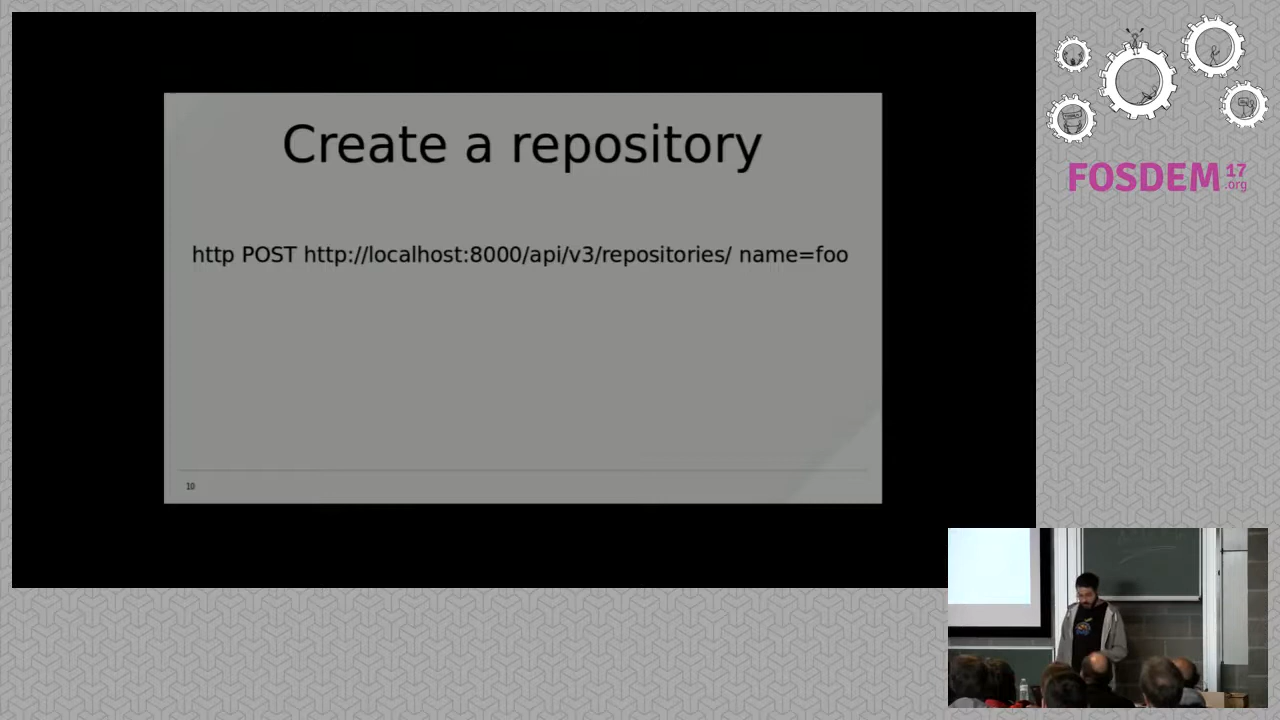 Create a repository
http POST http://localhost:8000/api/v3/repositories/ name=foo
10
FOSDEM 17
.org